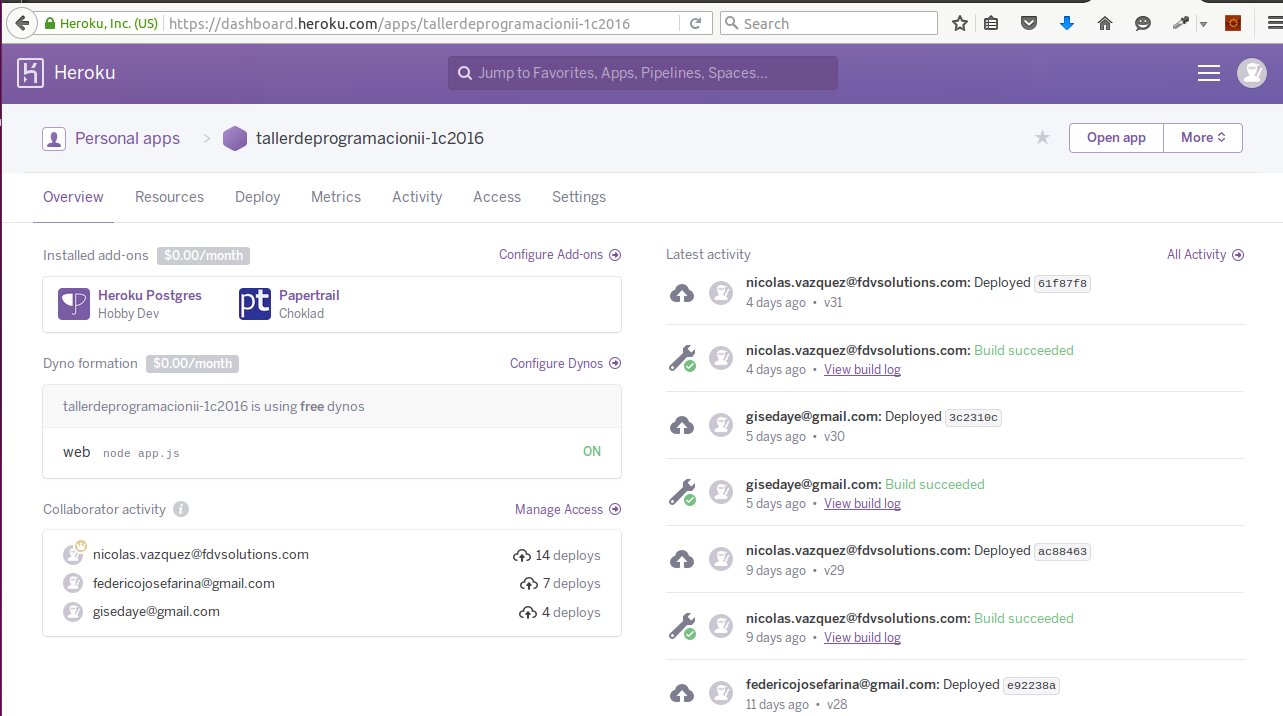 Heroku, Inc. (US) https://dashboard.heroku.com/apps/tallerdeprogramacionii-1c2016 Search
Heroku Jump to Favorites, Apps, Pipelines, Spaces...
Personal apps > tallerdeprogramacionii-1c2016 Open app More
Overview Resources Deploy Metrics Activity Access Settings
Installed add-ons $0.00/month Configure Add-ons
Heroku Postgres
Hobby Dev
pt Papertrail
Choklad
Dyno formation $0.00/month Configure Dynos
tallerdeprogramacionii-1c2016 is using free dynos
web node app.js ON
Collaborator activity i Manage Access
nicolas.vazquez@fdvsolutions.com 14 deploys
federicojosefarina@gmail.com 7 deploys
gisedaye@gmail.com 4 deploys
Latest activity All Activity
nicolas.vazquez@fdvsolutions.com: Deployed 61f87f8
4 days ago • v31
nicolas.vazquez@fdvsolutions.com: Build succeeded
4 days ago • View build log
gisedaye@gmail.com: Deployed 3c2310c
5 days ago • v30
gisedaye@gmail.com: Build succeeded
5 days ago • View build log
nicolas.vazquez@fdvsolutions.com: Deployed ac88463
9 days ago • v29
nicolas.vazquez@fdvsolutions.com: Build succeeded
9 days ago • View build log
federicojosefarina@gmail.com: Deployed e92238a
11 days ago • v28